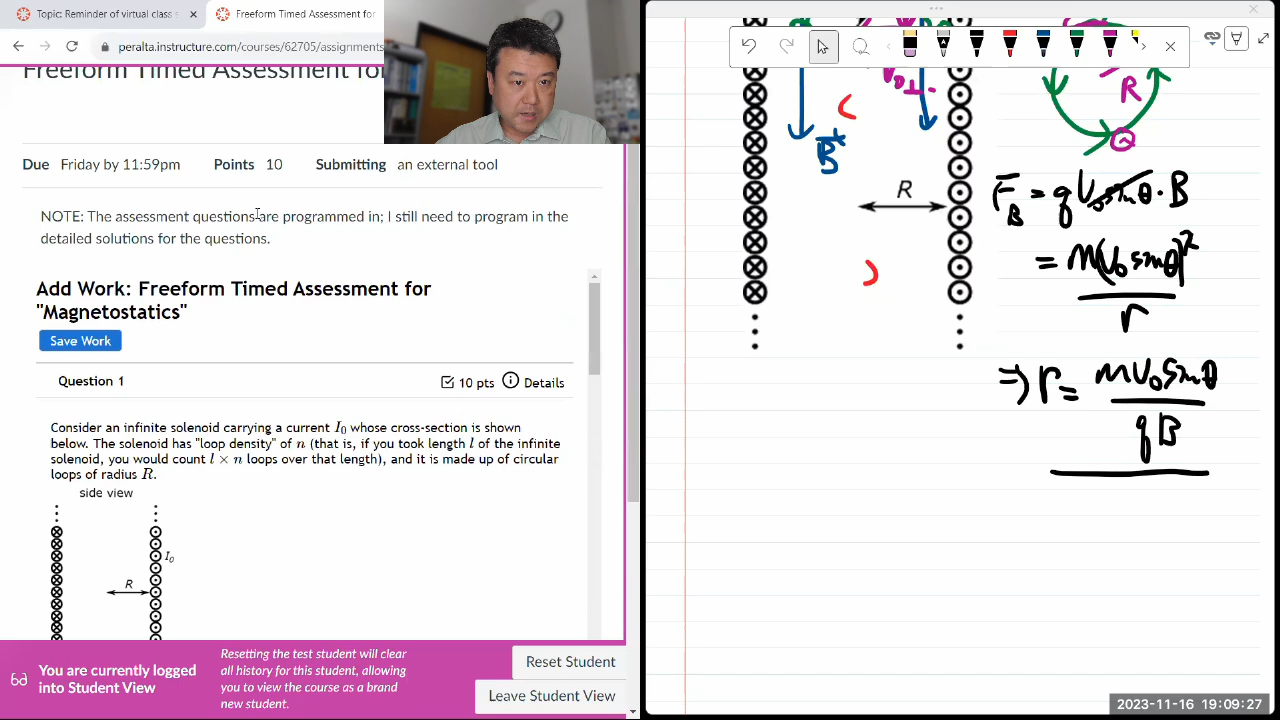 Topic: Reminder of virtual class
Freeform Timed Assessment for
peralta.instructure.com/courses/62705/assignments
Freeform Timed Assessment for
Due Friday by 11:59pm Points 10 Submitting an external tool
NOTE: The assessment questions are programmed in; I still need to program in the
detailed solutions for the questions.
Add Work: Freeform Timed Assessment for
"Magnetostatics"
Save Work
Question 1 10 pts Details
Consider an infinite solenoid carrying a current I₀ whose cross-section is shown
below. The solenoid has "loop density" of n (that is, if you took length l of the infinite
solenoid, you would count l × n loops over that length), and it is made up of circular
loops of radius R.
side view
I₀
R
You are currently logged
into Student View
Resetting the test student will clear
all history for this student, allowing
you to view the course as a brand
new student.
Reset Student
Leave Student View
B
R
R
F_B = q v₀ sin θ · B
= m(v₀ sin θ)²
r
⇒ r = m v₀ sin θ
qB
2023-11-16 19:09:27